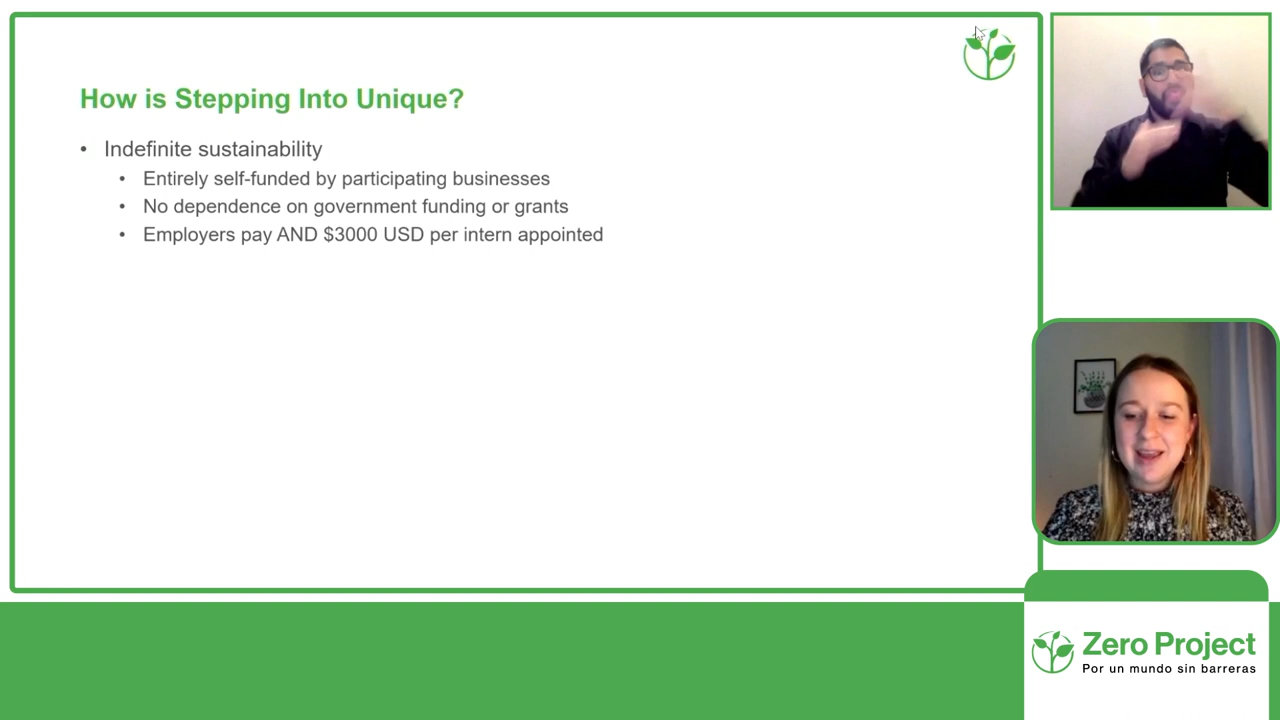 How is Stepping Into Unique?
• Indefinite sustainability
• Entirely self-funded by participating businesses
• No dependence on government funding or grants
• Employers pay AND $3000 USD per intern appointed
Zero Project
Por un mundo sin barreras